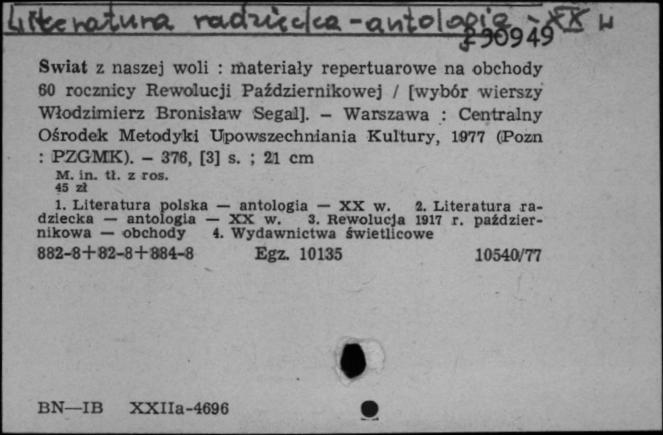 Literatura radziecka - antologia - XX w
290949
Swiat z naszej woli : materiały repertuarowe na obchody
60 rocznicy Rewolucji Październikowej / [wybór wierszy
Włodzimierz Bronisław Segal]. – Warszawa : Centralny
Ośrodek Metodyki Upowszechniania Kultury, 1977 (Pozn
: PZGMK). – 376, [3] s. ; 21 cm
M. in. tł. z ros.
45 zł
1. Literatura polska — antologia — XX w. 2. Literatura ra-
dziecka — antologia — XX w. 3. Rewolucja 1917 r. paździer-
nikowa — obchody 4. Wydawnictwa świetlicowe
882-8+82-8+884-8 Egz. 10135 10540/77
BN—IB XXIIa-4696